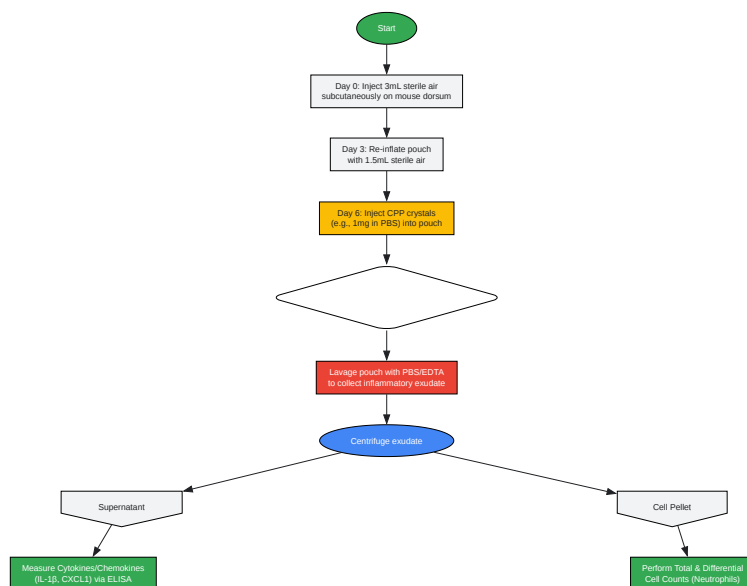 Start
Day 0: Inject 3mL sterile air
subcutaneously on mouse dorsum
Day 3: Re-inflate pouch
with 1.5mL sterile air
Day 6: Inject CPP crystals
(e.g., 1mg in PBS) into pouch
Lavage pouch with PBS/EDTA
to collect inflammatory exudate
Centrifuge exudate
Supernatant
Cell Pellet
Measure Cytokines/Chemokines
(IL-1β, CXCL1) via ELISA
Perform Total & Differential
Cell Counts (Neutrophils)